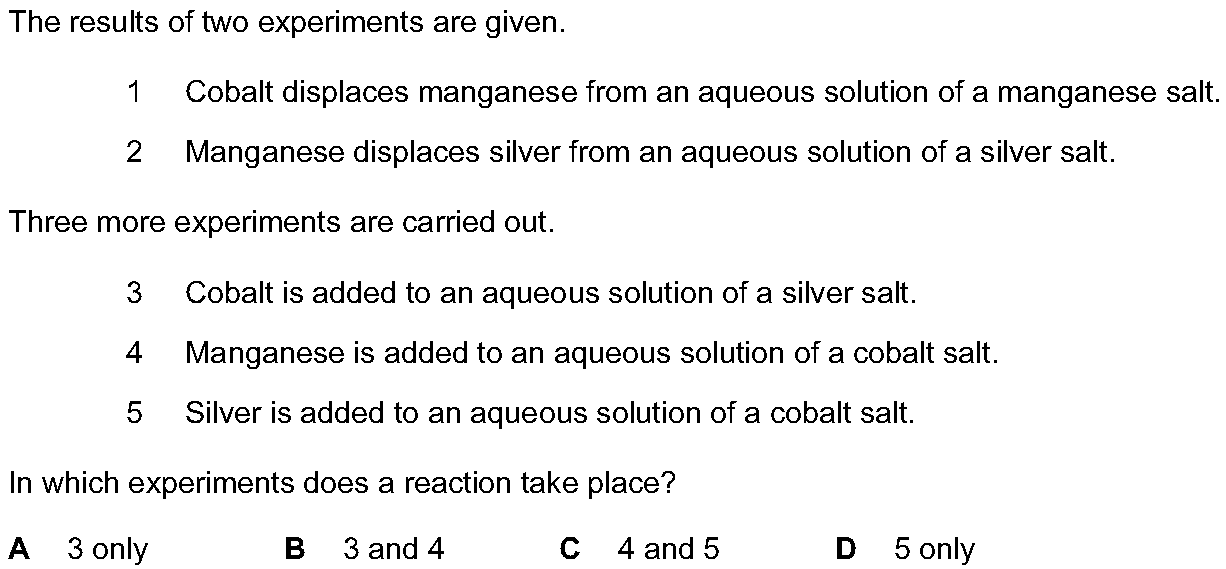 The results of two experiments are given.
1 Cobalt displaces manganese from an aqueous solution of a manganese salt.
2 Manganese displaces silver from an aqueous solution of a silver salt.
Three more experiments are carried out.
3 Cobalt is added to an aqueous solution of a silver salt.
4 Manganese is added to an aqueous solution of a cobalt salt.
5 Silver is added to an aqueous solution of a cobalt salt.
In which experiments does a reaction take place?
A 3 only B 3 and 4 C 4 and 5 D 5 only